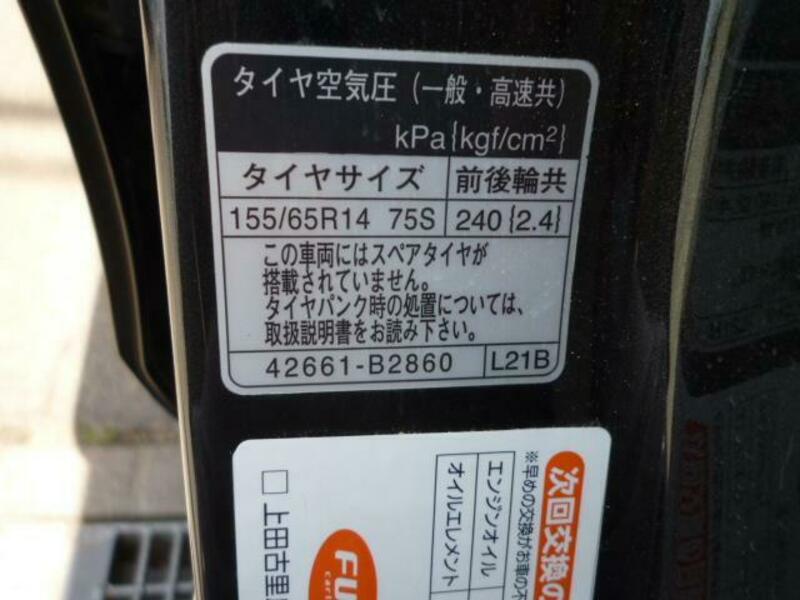 タイヤ空気圧（一般・高速共）
kPa{kgf/cm2}
タイヤサイズ 前後輪共
155/65R14 75S 240{2.4}
この車両にはスペアタイヤが
搭載されていません。
タイヤパンク時の処置については、
取扱説明書をお読み下さい。
42661-B2860 L21B
次回交換の
※早めの交換がお車の不
エンジンオイル
オイルエレメント
FU
□上田古里